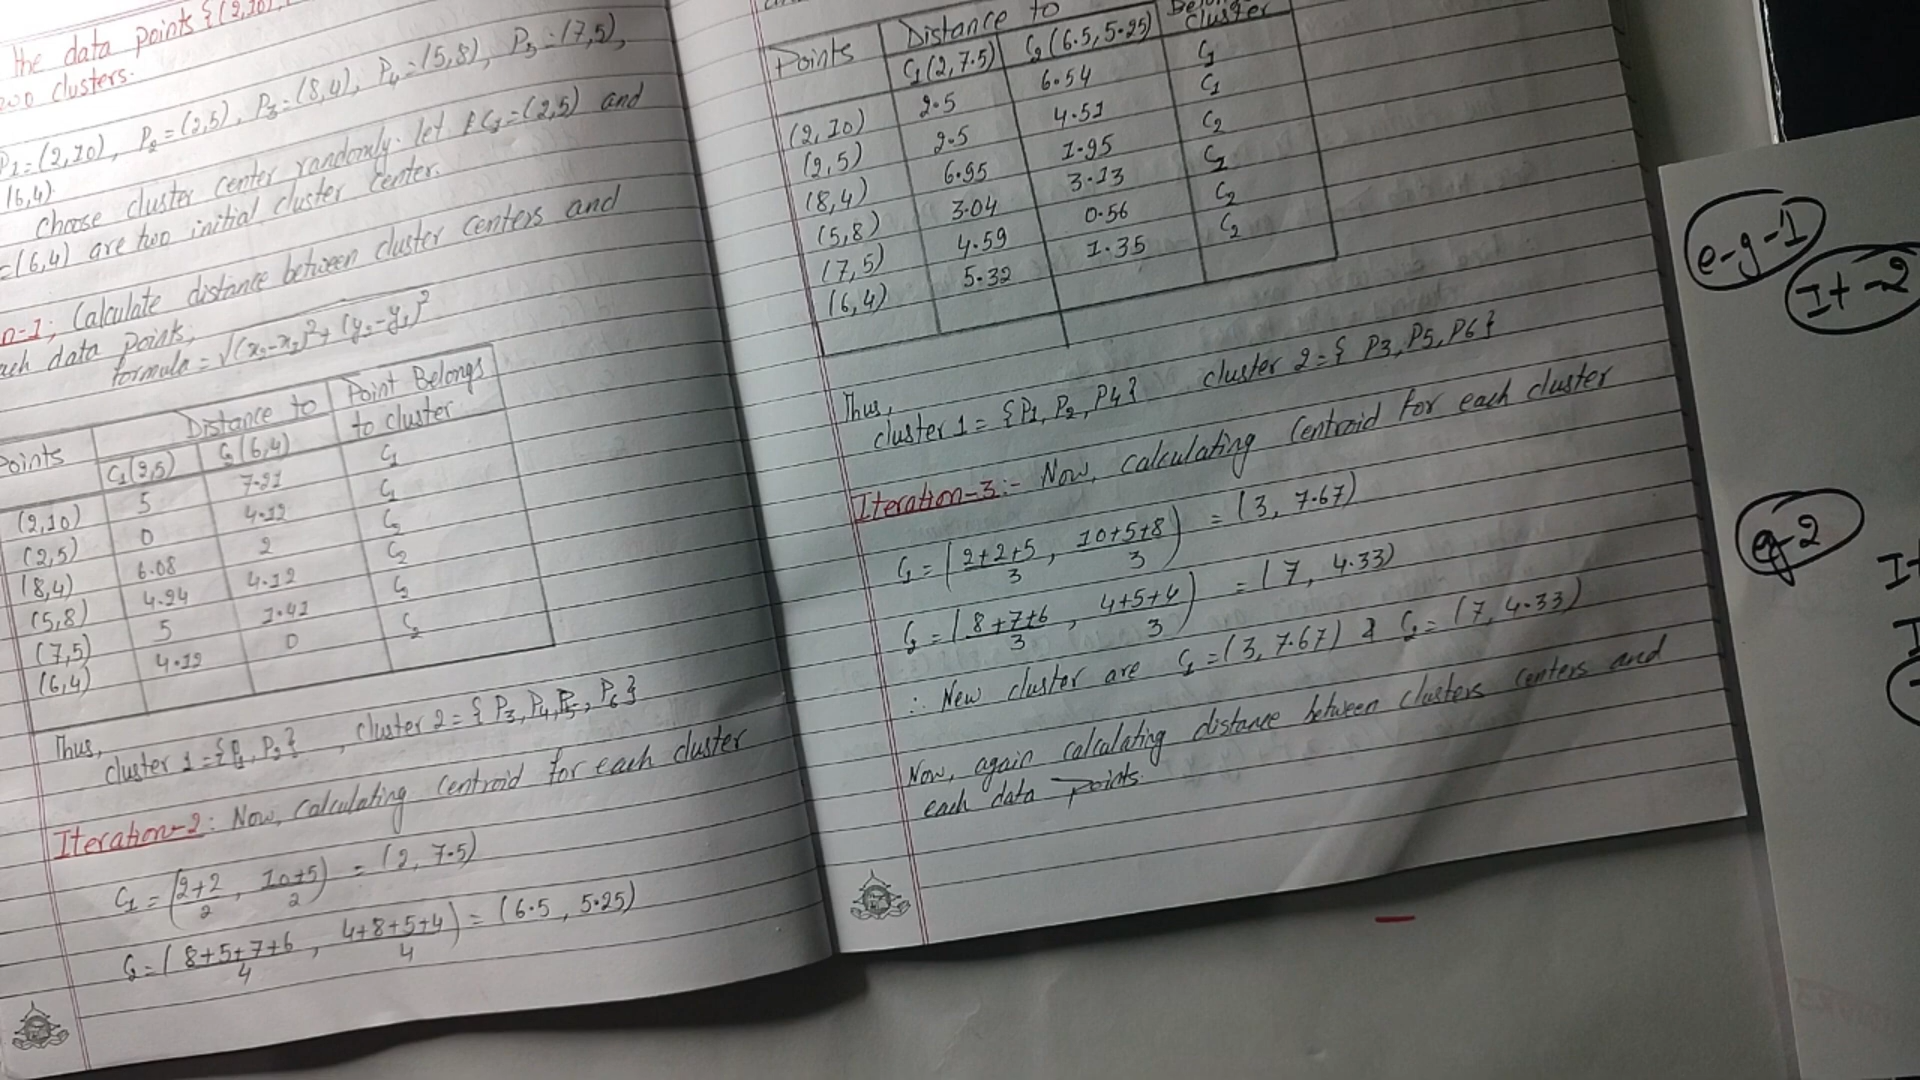 the data points {(2,10),
two clusters.
P1=(2,10), P2=(2,5), P3=(8,4), P4=(5,8), P5=(7,5),
(6,4).
Choose cluster center randomly. let C1=(2,5) and
=(6,4) are two initial cluster center.
n-1; Calculate distance between cluster centers and
each data points,
formula = √(x2-x1)²+(y2-y1)²
Points Distance to Point Belongs to cluster
C1(2,5) C2(6,4)
(2,10) 5 7.21 C1
(2,5) 0 4.12 C1
(8,4) 6.08 2 C2
(5,8) 4.24 4.12 C2
(7,5) 5 1.41 C2
(6,4) 4.12 0 C2
Thus,
cluster 1={P1, P2}, cluster 2={P3, P4, P5, P6}
Iteration-2: Now, calculating centroid for each cluster
C1 = (2+2/2, 10+5/2) = (2, 7.5)
C2 = (8+5+7+6/4, 4+8+5+4/4) = (6.5, 5.25)
Points Distance to cluster
C1(2,7.5) C2(6.5,5.25)
(2,10) 2.5 6.54 C1
(2,5) 2.5 4.51 C1
(8,4) 6.95 1.95 C2
(5,8) 3.04 3.13 C2
(7,5) 4.59 0.56 C2
(6,4) 5.32 1.35 C2
Thus,
cluster 1 = {P1, P2, P4} cluster 2={P3, P5, P6}
Iteration-3:- Now, calculating Centroid for each cluster
C1 = (2+2+5/3, 10+5+8/3) = (3, 7.67)
C2 = (8+7+6/3, 4+5+4/3) = (7, 4.33)
∴ New cluster are C1=(3, 7.67) & C2=(7, 4.33)
Now, again calculating distance between clusters centers and
each data points.
e-g-1
It-2
g-2